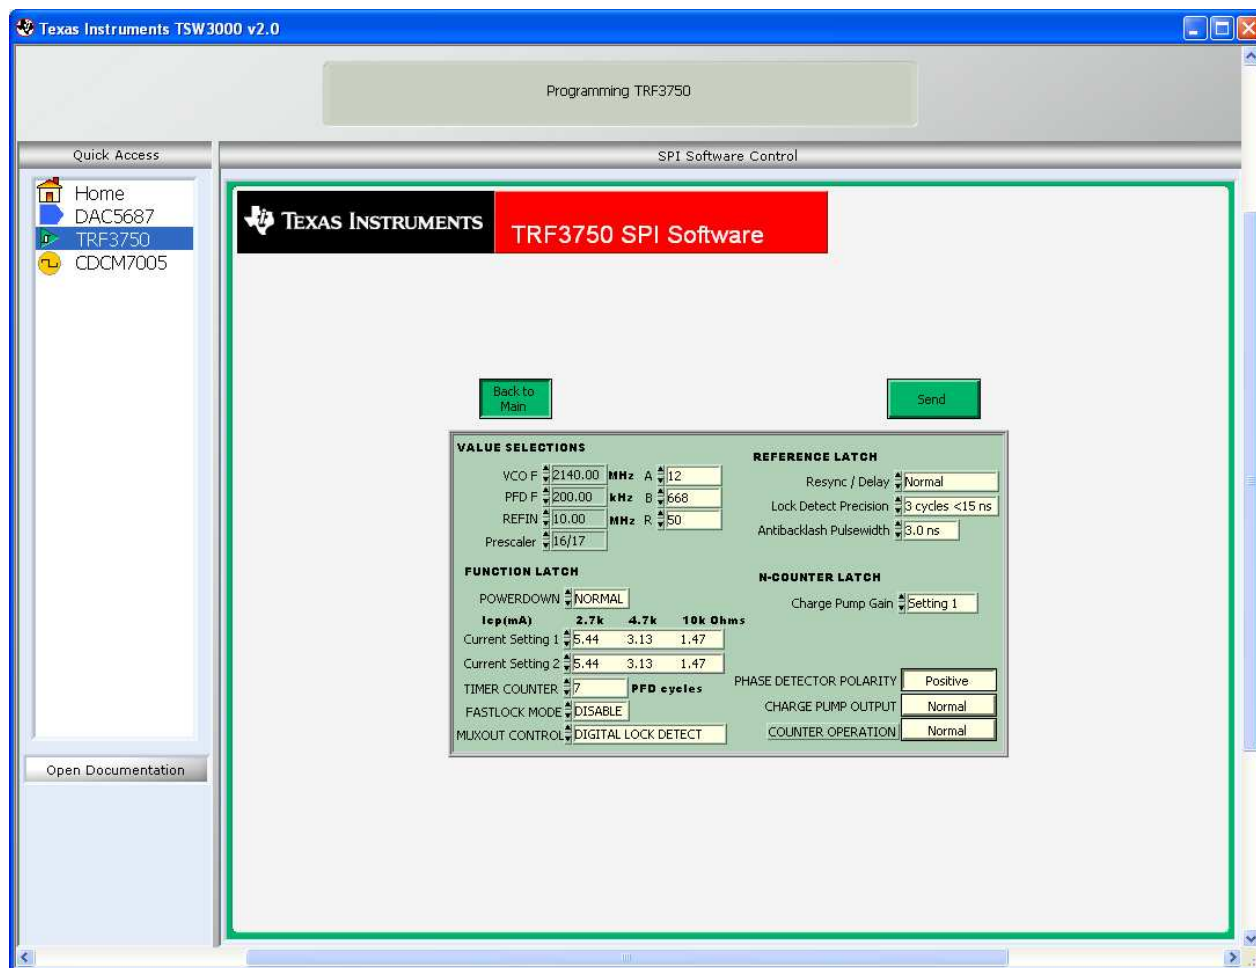 Texas Instruments TSW3000 v2.0
Programming TRF3750
Quick Access
SPI Software Control
Home
DAC5687
TRF3750
CDCM7005
Open Documentation
TEXAS INSTRUMENTS
TRF3750 SPI Software
Back to
Main
Send
VALUE SELECTIONS
VCO F 2140.00 MHz A 12
PFD F 200.00 kHz B 668
REFIN 10.00 MHz R 50
Prescaler 16/17
REFERENCE LATCH
Resync / Delay Normal
Lock Detect Precision 3 cycles <15 ns
Antibacklash Pulsewidth 3.0 ns
FUNCTION LATCH
POWERDOWN NORMAL
Icp(mA) 2.7k 4.7k 10k Ohms
Current Setting 1 5.44 3.13 1.47
Current Setting 2 5.44 3.13 1.47
TIMER COUNTER 7 PFD cycles
FASTLOCK MODE DISABLE
MUXOUT CONTROL DIGITAL LOCK DETECT
N-COUNTER LATCH
Charge Pump Gain Setting 1
PHASE DETECTOR POLARITY Positive
CHARGE PUMP OUTPUT Normal
COUNTER OPERATION Normal